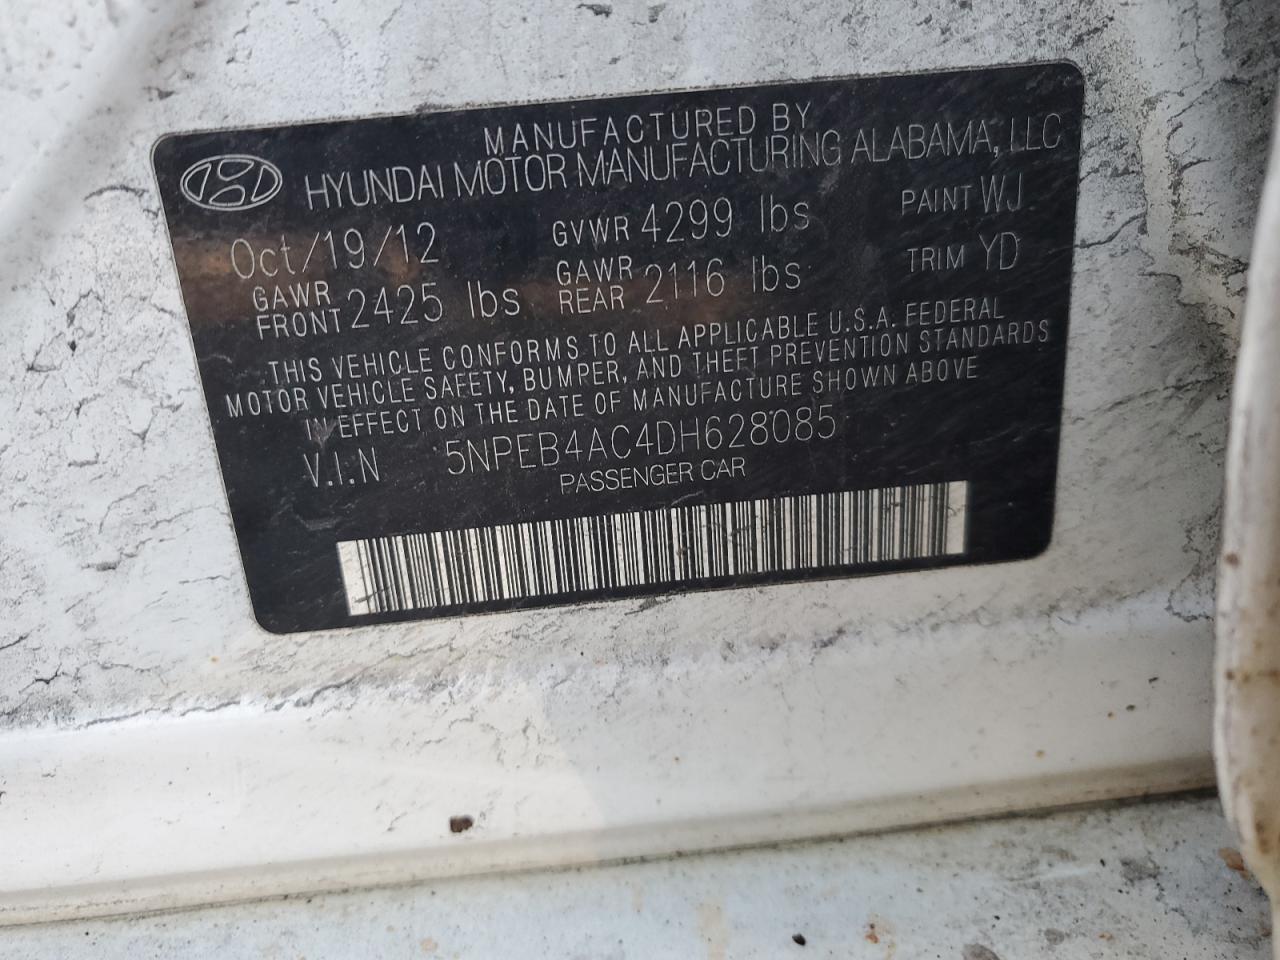 MANUFACTURED BY
HYUNDAI MOTOR MANUFACTURING ALABAMA, LLC
Oct/19/12 GVWR 4299 lbs PAINT WJ
GAWR FRONT 2425 lbs GAWR REAR 2116 lbs TRIM YD
THIS VEHICLE CONFORMS TO ALL APPLICABLE U.S.A. FEDERAL
MOTOR VEHICLE SAFETY, BUMPER, AND THEFT PREVENTION STANDARDS
IN EFFECT ON THE DATE OF MANUFACTURE SHOWN ABOVE
V.I.N 5NPEB4AC4DH628085
PASSENGER CAR